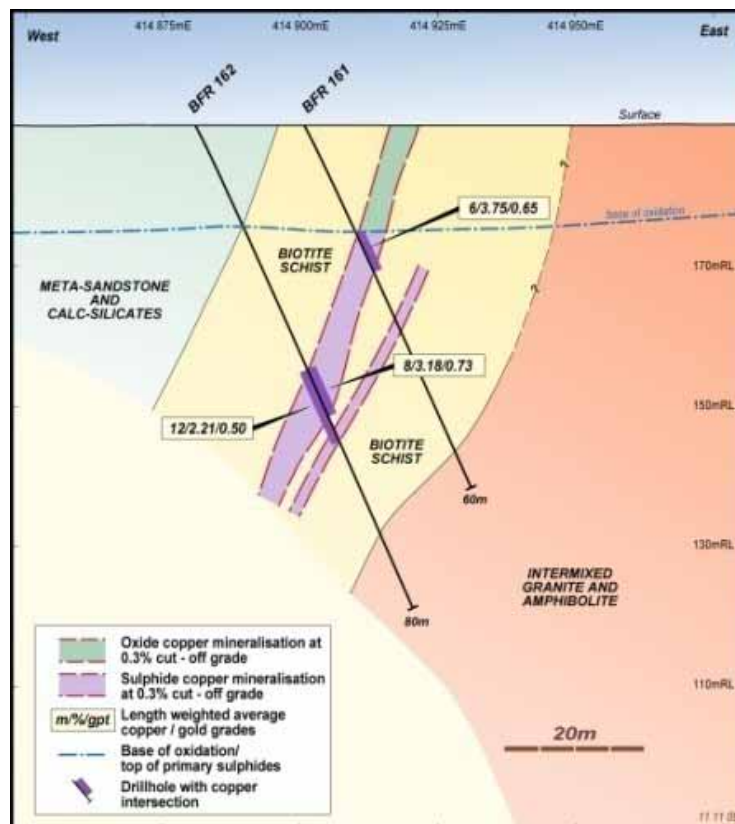 West
414 875mE
414 900mE
414 925mE
414 950mE
East
BFR 162
BFR 161
Surface
?
6/3.75/0.65
base of oxidation
BIOTITE
SCHIST
170mRL
META-SANDSTONE
AND
CALC-SILICATES
?
8/3.18/0.73
150mRL
12/2.21/0.50
BIOTITE
SCHIST
60m
130mRL
INTERMIXED
GRANITE AND
AMPHIBOLITE
80m
Oxide copper mineralisation at
0.3% cut - off grade
Sulphide copper mineralisation
at 0.3% cut - off grade
110mRL
m/%/gpt
Length weighted average
copper / gold grades
20m
Base of oxidation/
top of primary sulphides
Drillhole with copper
intersection
11 11 0